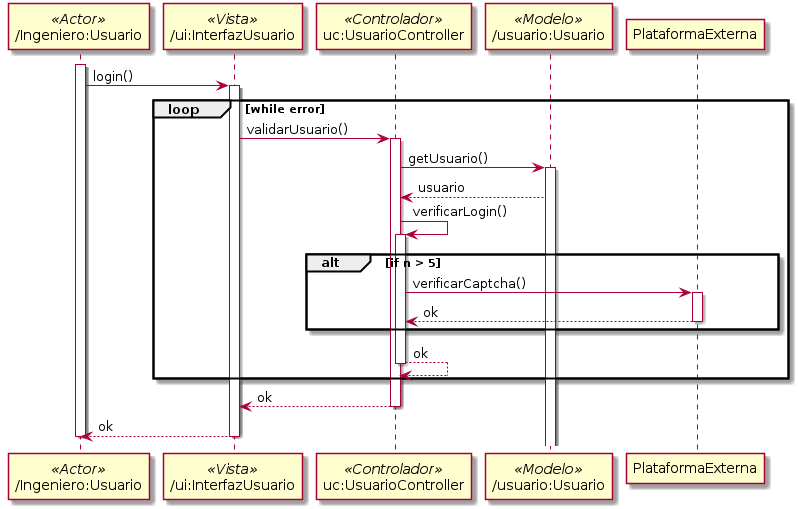 «Actor»
/Ingeniero:Usuario
«Vista»
/ui:InterfazUsuario
«Controlador»
uc:UsuarioController
«Modelo»
/usuario:Usuario
PlataformaExterna
login()
loop [while error]
validarUsuario()
getUsuario()
usuario
verificarLogin()
alt [if n > 5]
verificarCaptcha()
ok
ok
ok
ok
«Actor»
/Ingeniero:Usuario
«Vista»
/ui:InterfazUsuario
«Controlador»
uc:UsuarioController
«Modelo»
/usuario:Usuario
PlataformaExterna